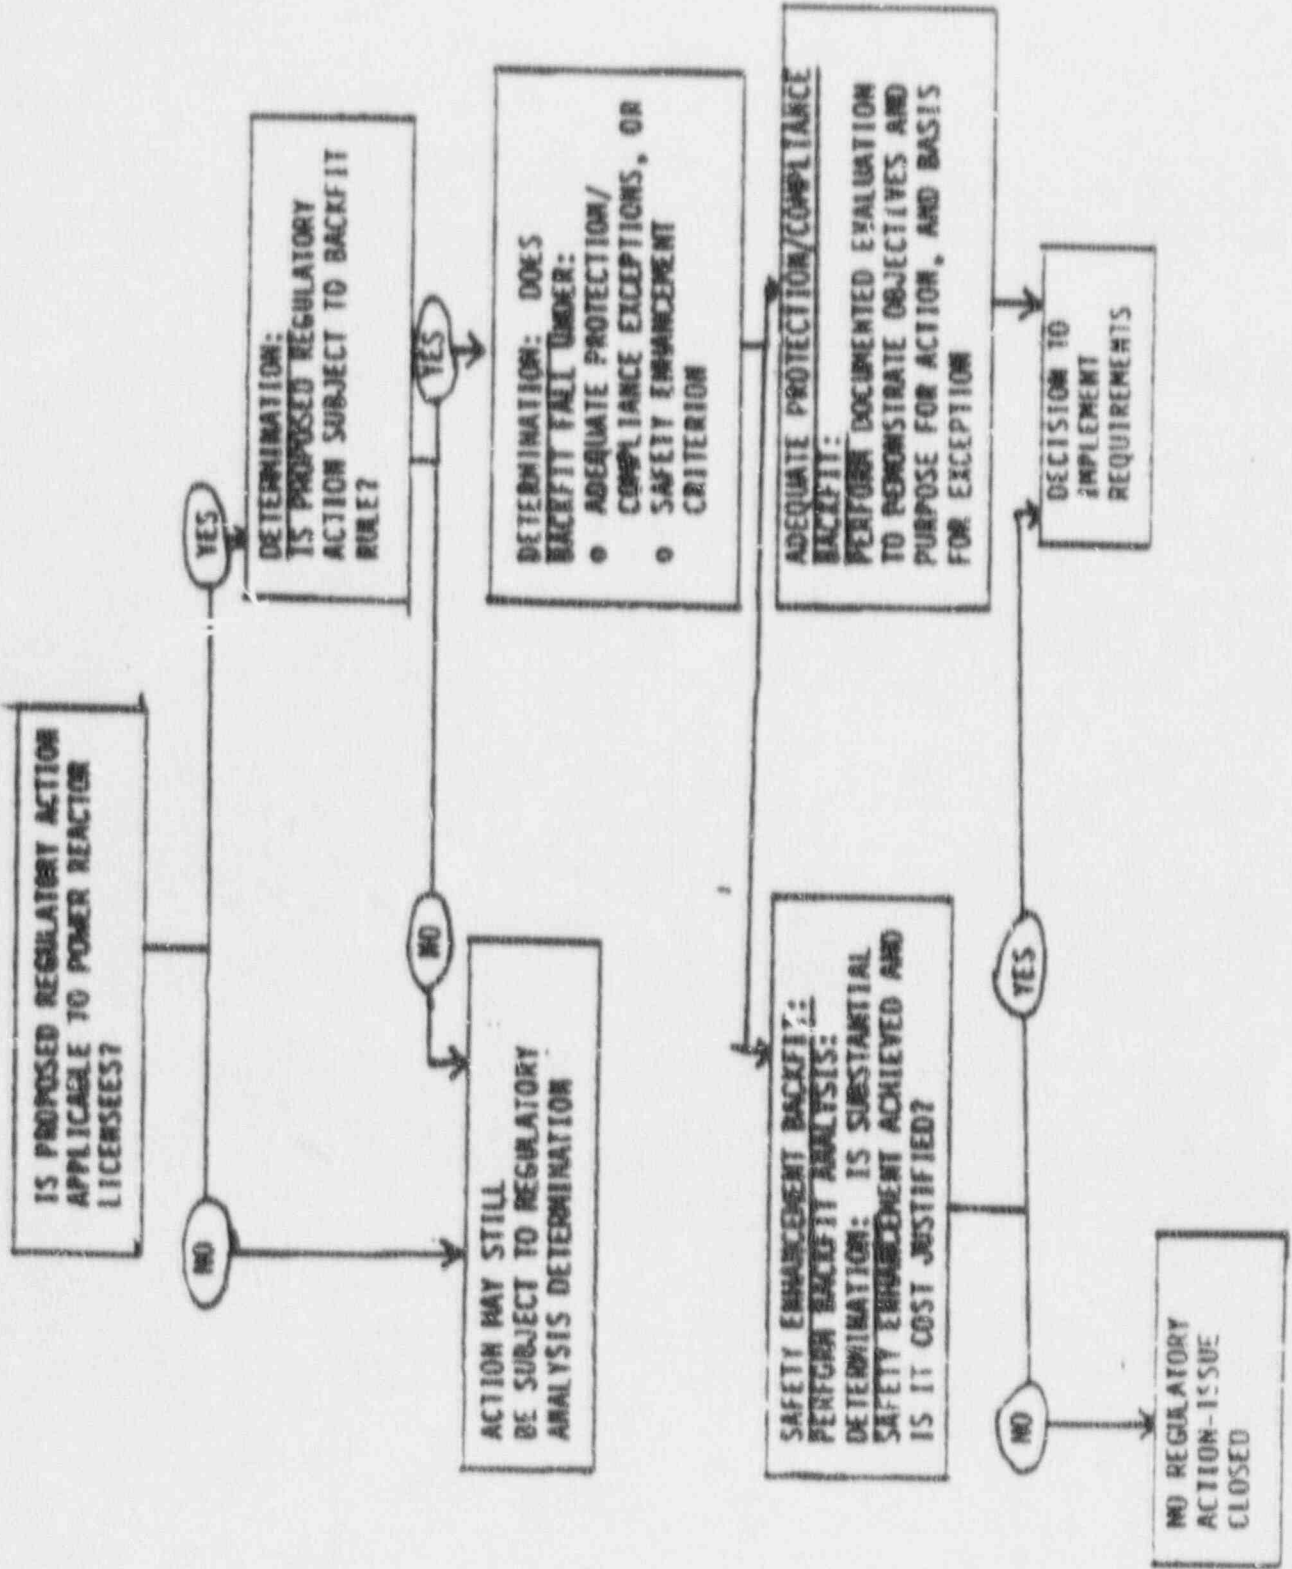 IS PROPOSED REGULATORY ACTION
APPLICABLE TO POWER REACTOR
LICENSEES?
NO
YES
DETERMINATION:
IS PROPOSED REGULATORY
ACTION SUBJECT TO BACKFIT
RULE?
NO
YES
ACTION MAY STILL
BE SUBJECT TO REGULATORY
ANALYSIS DETERMINATION
DETERMINATION: DOES
BACKFIT FALL UNDER:
● ADEQUATE PROTECTION/
COMPLIANCE EXCEPTIONS, OR
● SAFETY ENHANCEMENT
CRITERION
SAFETY ENHANCEMENT BACKFIT:
PERFORM BACKFIT ANALYSIS:
DETERMINATION: IS SUBSTANTIAL
SAFETY ENHANCEMENT ACHIEVED AND
IS IT COST JUSTIFIED?
ADEQUATE PROTECTION/COMPLIANCE
BACKFIT:
PERFORM DOCUMENTED EVALUATION
TO DEMONSTRATE OBJECTIVES AND
PURPOSE FOR ACTION, AND BASIS
FOR EXCEPTION
NO
YES
NO REGULATORY
ACTION-ISSUE
CLOSED
DECISION TO
IMPLEMENT
REQUIREMENTS